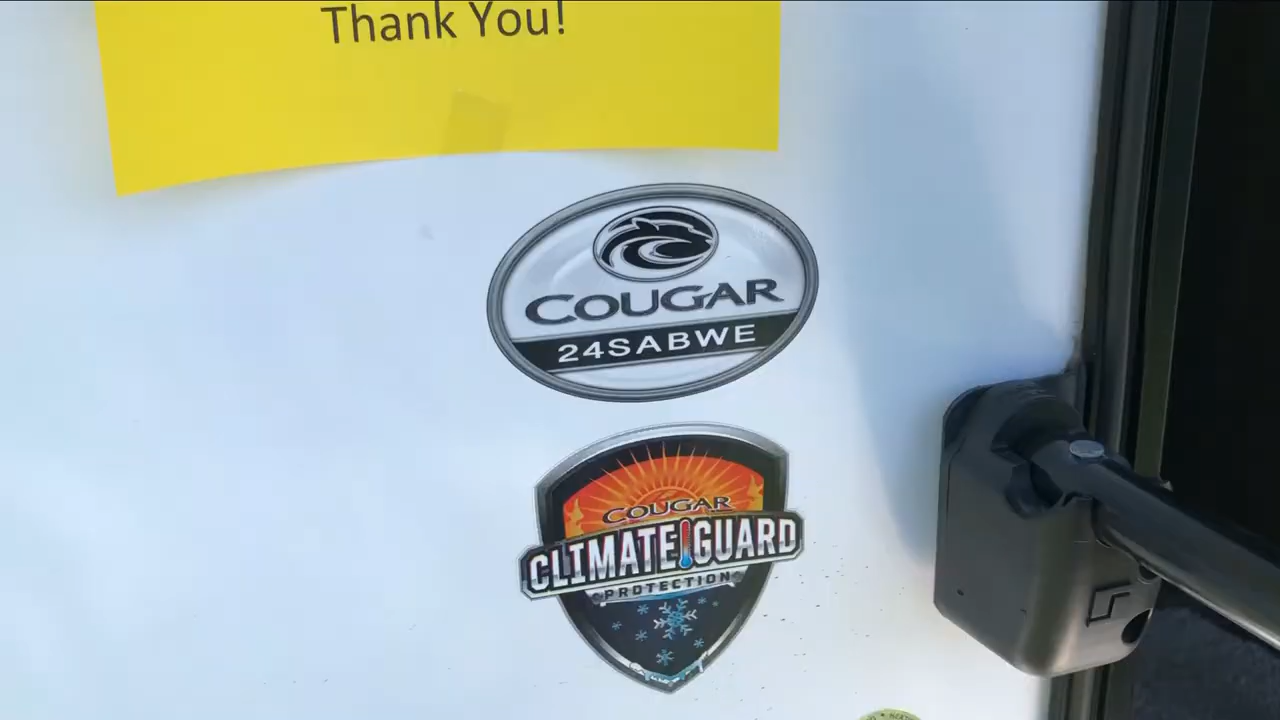 Thank You!
COUGAR
24SABWE
COUGAR
CLIMATE GUARD
PROTECTION